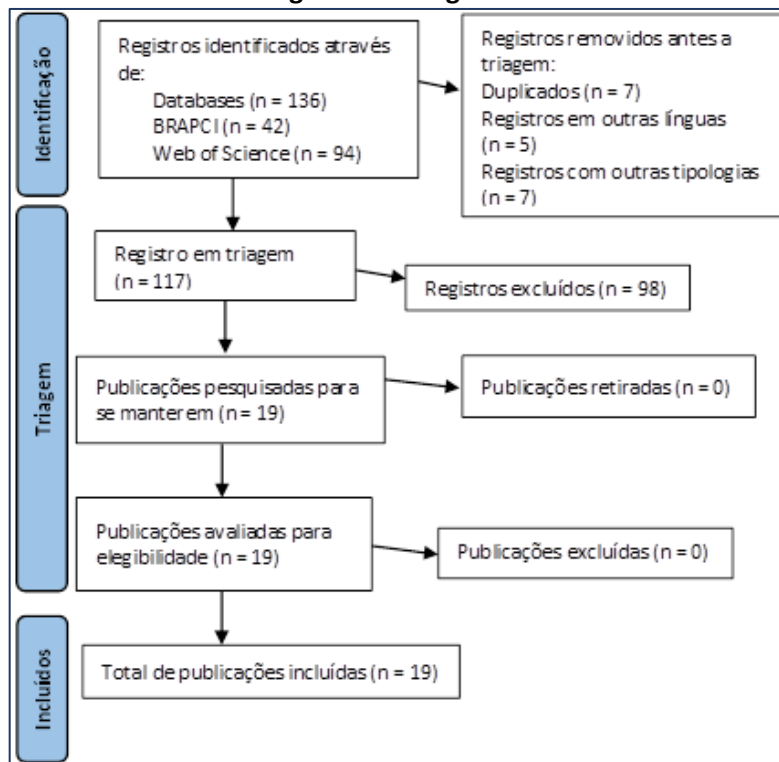 Identificação
Registros identificados através
de:
Databases (n = 136)
BRAPCI (n = 42)
Web of Science (n = 94)
Registros removidos antes a
triagem:
Duplicados (n = 7)
Registros em outras línguas
(n = 5)
Registros com outras tipologias
(n = 7)
Triagem
Registro em triagem
(n = 117)
Registros excluídos (n = 98)
Publicações pesquisadas para
se manterem (n = 19)
Publicações retiradas (n = 0)
Publicações avaliadas para
elegibilidade (n = 19)
Publicações excluídas (n = 0)
Incluídos
Total de publicações incluídas (n = 19)